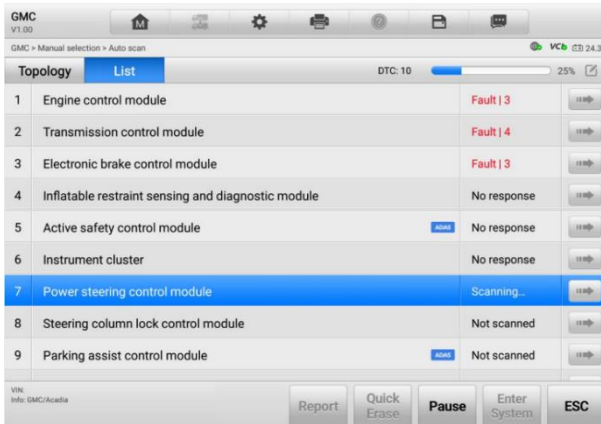 GMC
V1.00
M
GMC > Manual selection > Auto scan
VCb 24.3
Topology List DTC: 10 25%
1 Engine control module Fault | 3
2 Transmission control module Fault | 4
3 Electronic brake control module Fault | 3
4 Inflatable restraint sensing and diagnostic module No response
5 Active safety control module ADAS No response
6 Instrument cluster No response
7 Power steering control module Scanning...
8 Steering column lock control module Not scanned
9 Parking assist control module ADAS Not scanned
VIN:
Info: GMC/Acadia
Report Quick Erase Pause Enter System ESC